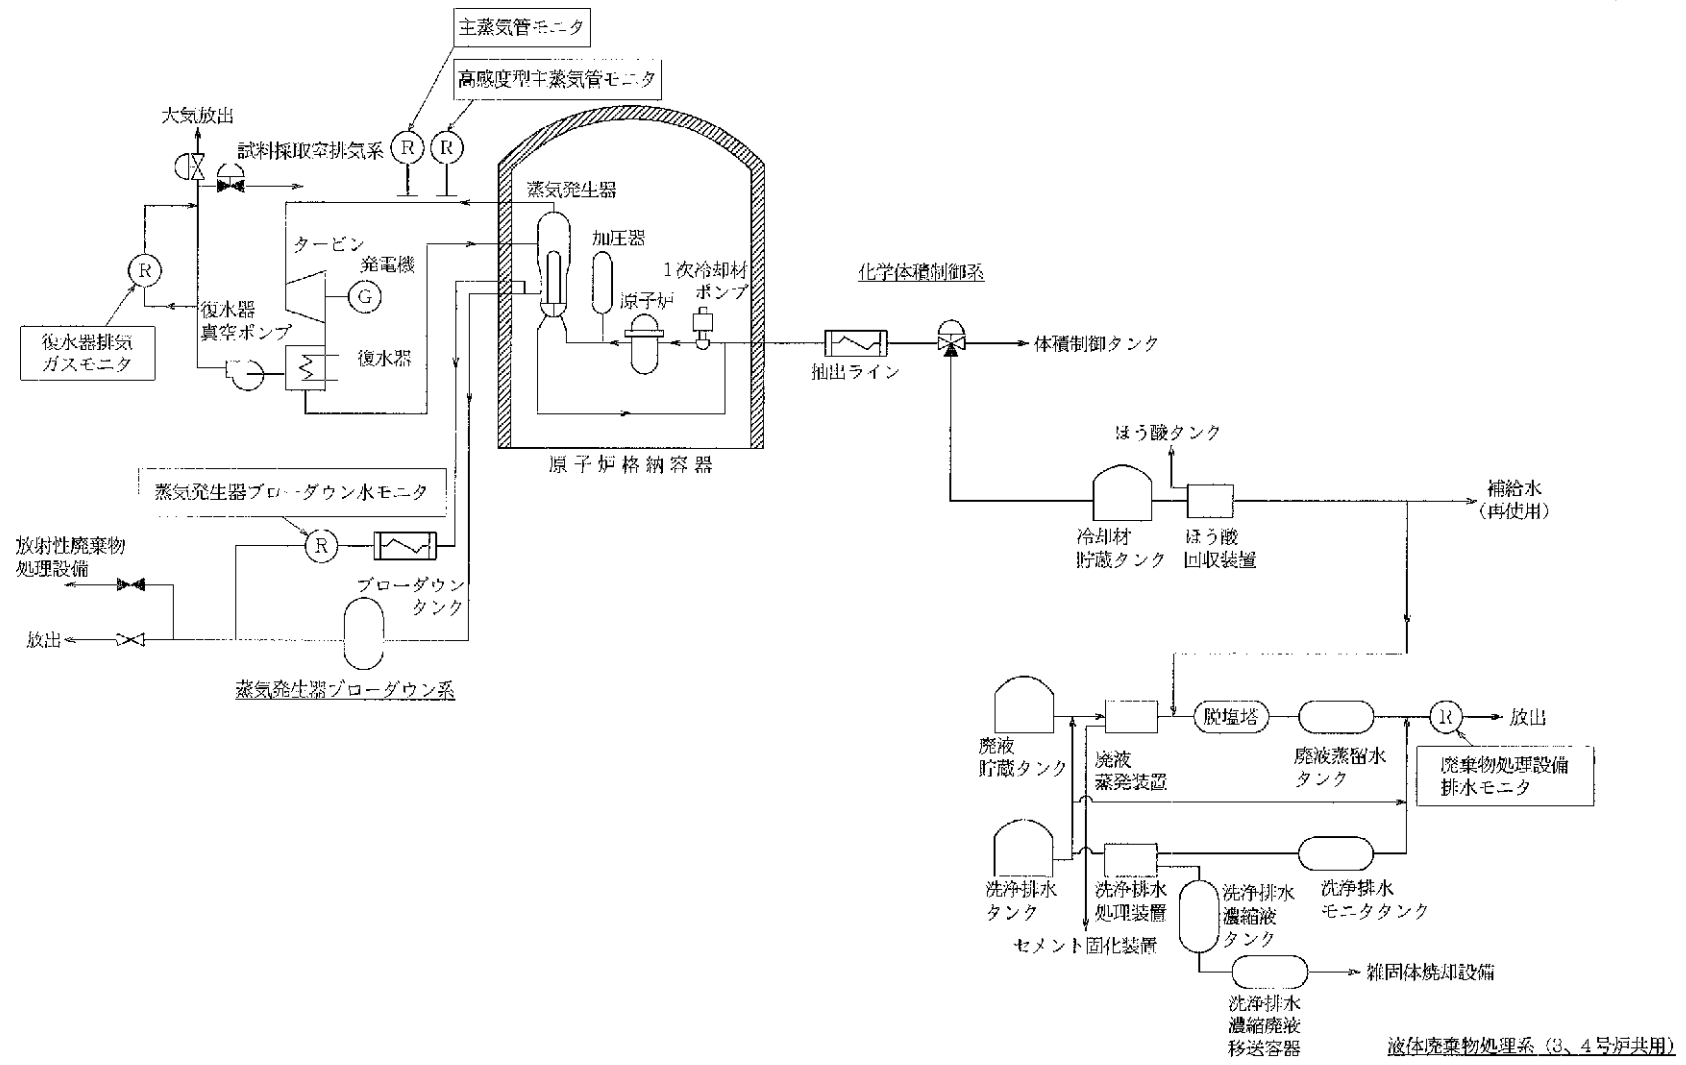 主蒸気管モニタ
高感度型主蒸気管モニタ
大気放出
試料採取室排気系
R
R
蒸気発生器
タービン
発電機
G
加圧器
原子炉
1次冷却材
ポンプ
R
復水器
真空ポンプ
復水器排気
ガスモニタ
復水器
原子炉格納容器
化学体積制御系
抽出ライン
体積制御タンク
ほう酸タンク
冷却材
貯蔵タンク
ほう酸
回収装置
補給水
(再使用)
蒸気発生器ブローダウン水モニタ
R
放射性廃棄物
処理設備
ブローダウン
タンク
放出
蒸気発生器ブローダウン系
廃液
貯蔵タンク
廃液
蒸発装置
脱塩塔
廃液蒸留水
タンク
R
放出
廃棄物処理設備
排水モニタ
洗浄排水
タンク
洗浄排水
処理装置
セメント固化装置
洗浄排水
濃縮液
タンク
洗浄排水
モニタタンク
雑固体焼却設備
洗浄排水
濃縮廃液
移送容器
液体廃棄物処理系(3、4号炉共用)